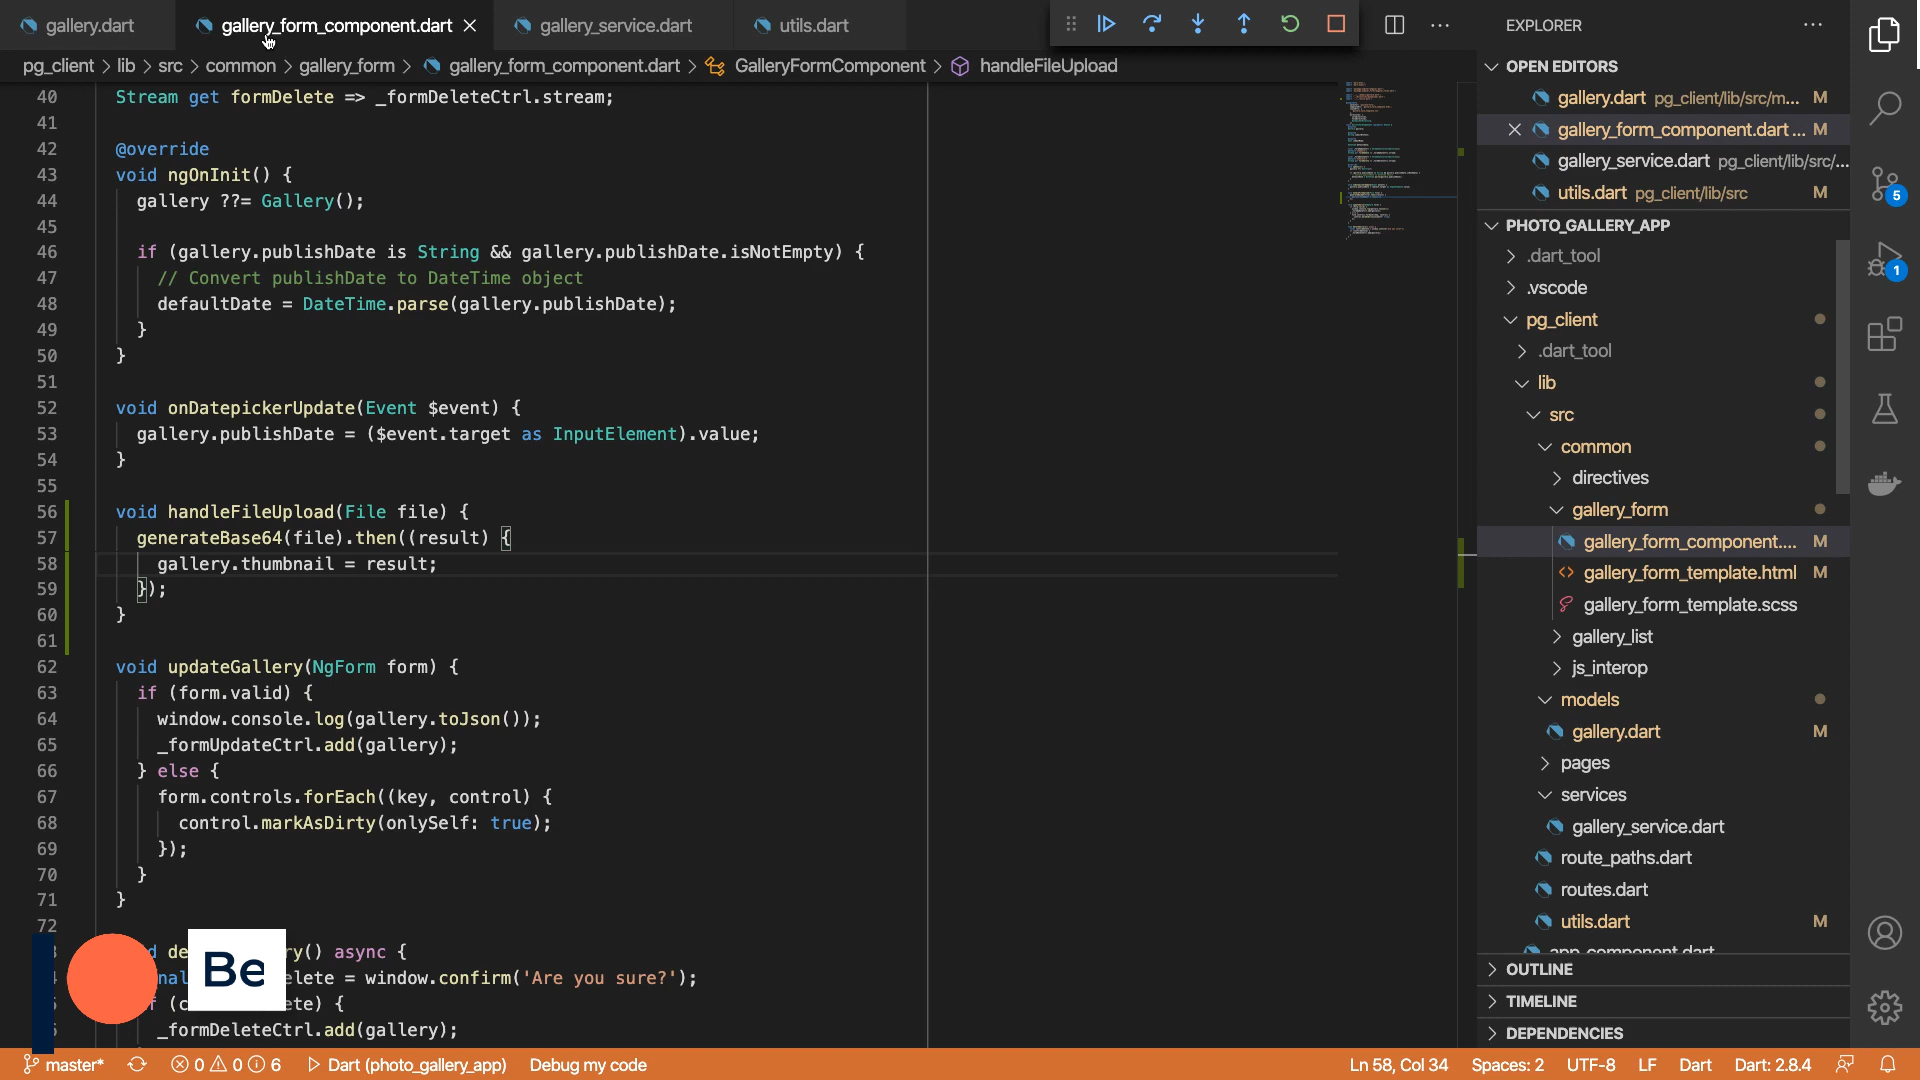 gallery.dart
gallery_form_component.dart
gallery_service.dart
utils.dart
EXPLORER
pg_client > lib > src > common > gallery_form > gallery_form_component.dart > GalleryFormComponent > handleFileUpload
40 Stream get formDelete => _formDeleteCtrl.stream;
41
42 @override
43 void ngOnInit() {
44 gallery ??= Gallery();
45
46 if (gallery.publishDate is String && gallery.publishDate.isNotEmpty) {
47 // Convert publishDate to DateTime object
48 defaultDate = DateTime.parse(gallery.publishDate);
49 }
50 }
51
52 void onDatepickerUpdate(Event $event) {
53 gallery.publishDate = ($event.target as InputElement).value;
54 }
55
56 void handleFileUpload(File file) {
57 generateBase64(file).then((result) {
58 gallery.thumbnail = result;
59 });
60 }
61
62 void updateGallery(NgForm form) {
63 if (form.valid) {
64 window.console.log(gallery.toJson());
65 _formUpdateCtrl.add(gallery);
66 } else {
67 form.controls.forEach((key, control) {
68 control.markAsDirty(onlySelf: true);
69 });
70 }
71 }
72
() async {
= window.confirm('Are you sure?');
) {
_formDeleteCtrl.add(gallery);
Be
OPEN EDITORS
gallery.dart pg_client/lib/src/m... M
gallery_form_component.dart ... M
gallery_service.dart pg_client/lib/src/...
utils.dart pg_client/lib/src M
PHOTO_GALLERY_APP
.dart_tool
.vscode
pg_client
.dart_tool
lib
src
common
directives
gallery_form
gallery_form_component.... M
gallery_form_template.html M
gallery_form_template.scss
gallery_list
js_interop
models
gallery.dart M
pages
services
gallery_service.dart
route_paths.dart
routes.dart
utils.dart M
app_component.dart
OUTLINE
TIMELINE
DEPENDENCIES
5
1
master* 0 0 6 Dart (photo_gallery_app) Debug my code Ln 58, Col 34 Spaces: 2 UTF-8 LF Dart Dart: 2.8.4